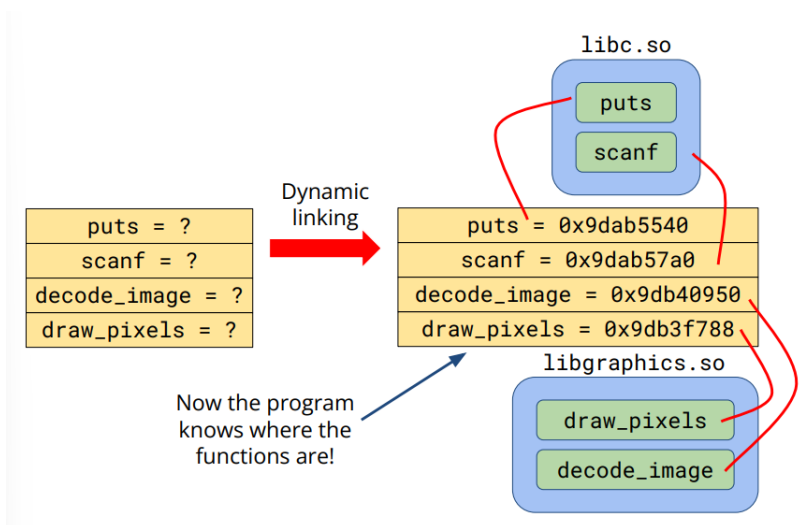 libc.so
puts
scanf
Dynamic
linking
puts = ?
scanf = ?
decode_image = ?
draw_pixels = ?
puts = 0x9dab5540
scanf = 0x9dab57a0
decode_image = 0x9db40950
draw_pixels = 0x9db3f788
libgraphics.so
draw_pixels
decode_image
Now the program
knows where the
functions are!